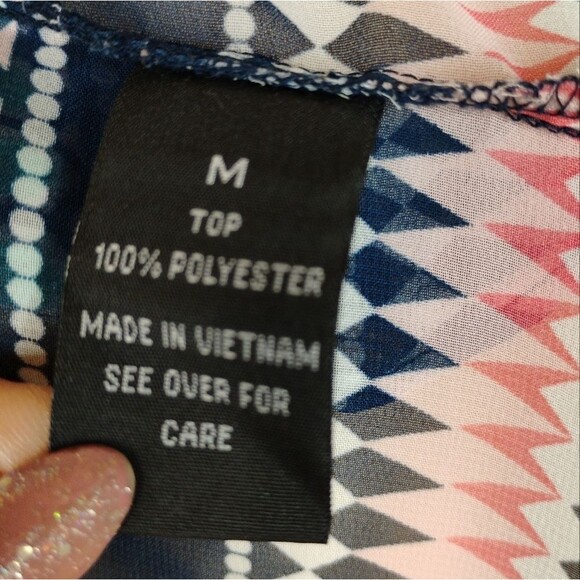 M
TOP
100% POLYESTER
MADE IN VIETNAM
SEE OVER FOR
CARE